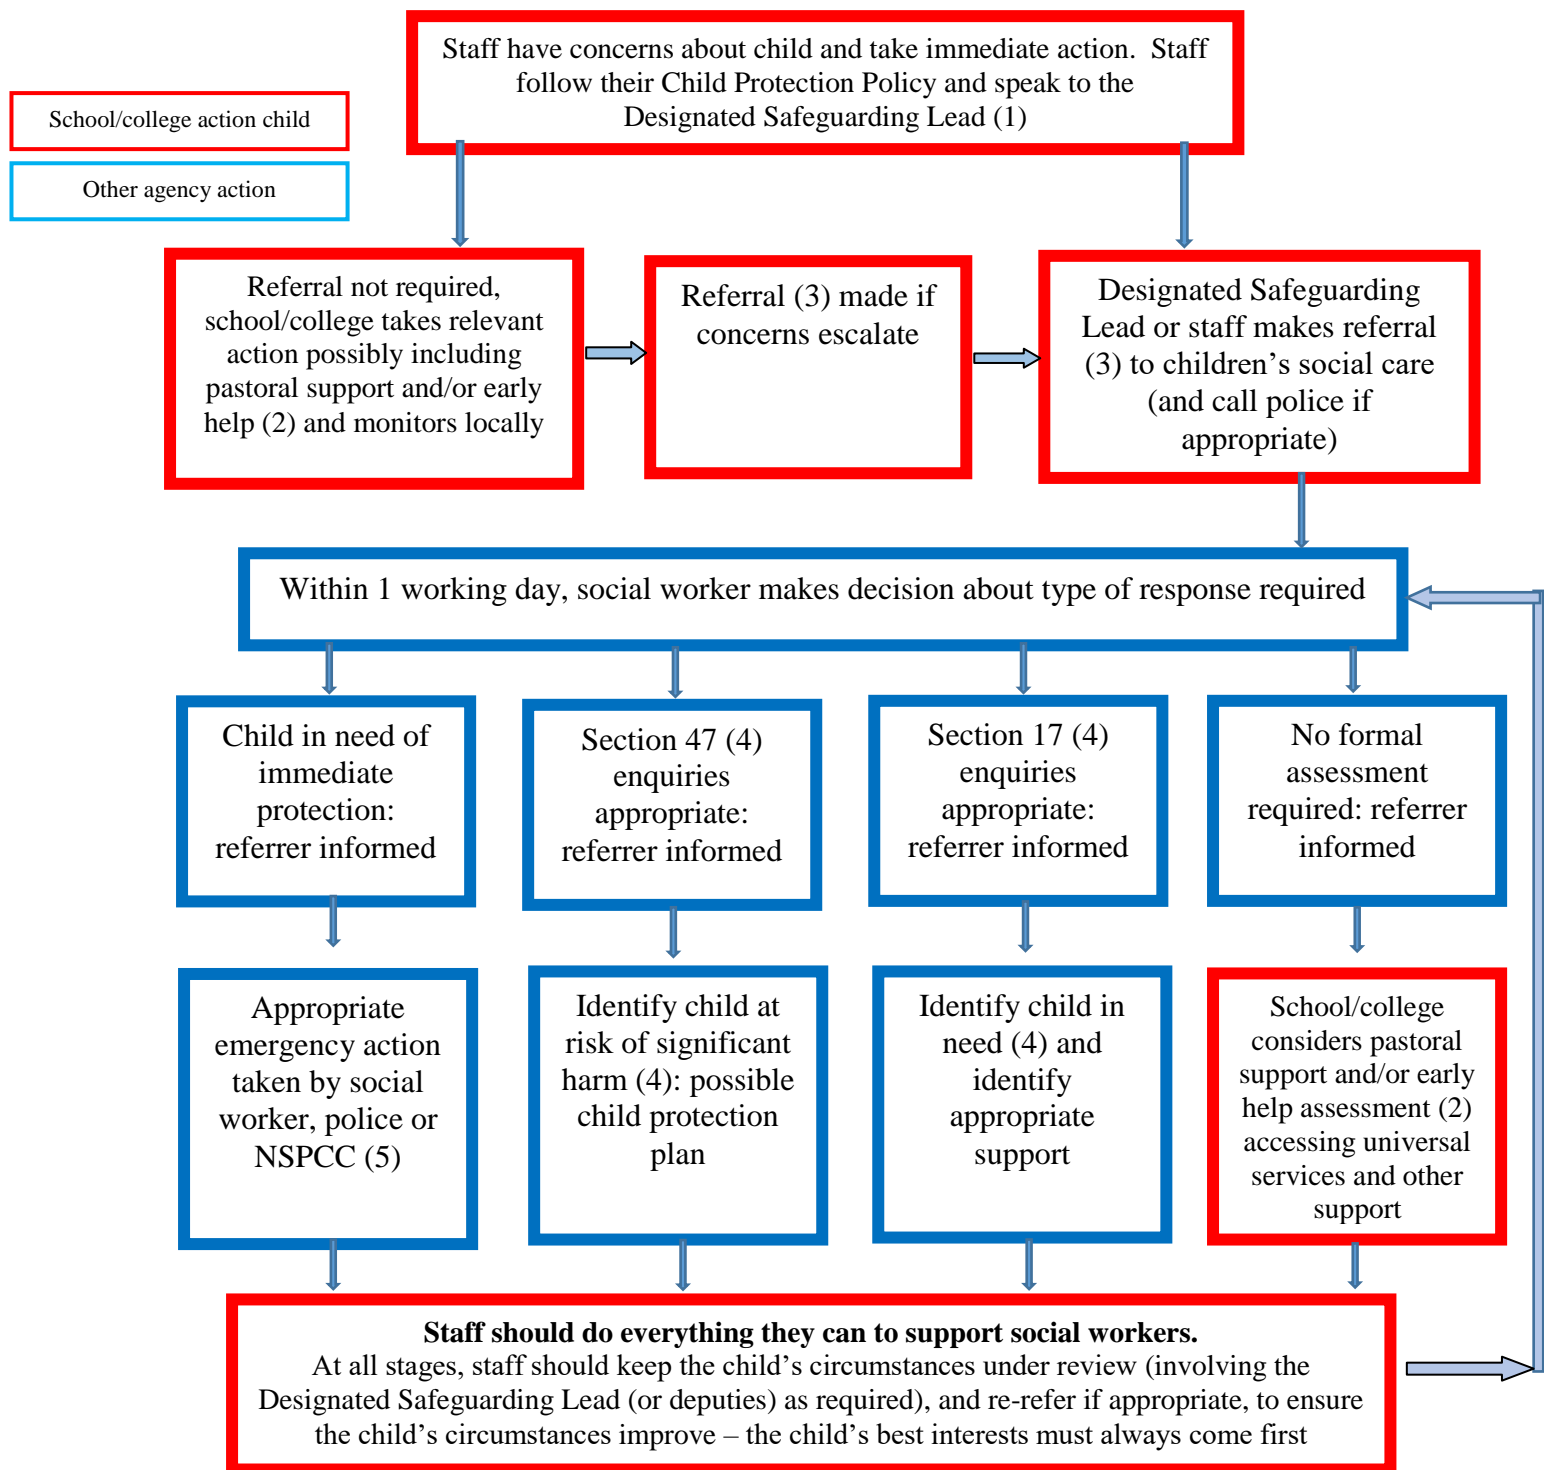 Staff have concerns about child and take immediate action.  Staff
follow their Child Protection Policy and speak to the
Designated Safeguarding Lead (1)
School/college action child
Other agency action
Referral not required,
school/college takes relevant
action possibly including
pastoral support and/or early
help (2) and monitors locally
Referral (3) made if
concerns escalate
Designated Safeguarding
Lead or staff makes referral
(3) to children’s social care
(and call police if
appropriate)
Within 1 working day, social worker makes decision about type of response required
Child in need of
immediate
protection:
referrer informed
Section 47 (4)
enquiries
appropriate:
referrer informed
Section 17 (4)
enquiries
appropriate:
referrer informed
No formal
assessment
required: referrer
informed
Appropriate
emergency action
taken by social
worker, police or
NSPCC (5)
Identify child at
risk of significant
harm (4): possible
child protection
plan
Identify child in
need (4) and
identify
appropriate
support
School/college
considers pastoral
support and/or early
help assessment (2)
accessing universal
services and other
support
Staff should do everything they can to support social workers.
At all stages, staff should keep the child’s circumstances under review (involving the
Designated Safeguarding Lead (or deputies) as required), and re-refer if appropriate, to ensure
the child’s circumstances improve – the child’s best interests must always come first